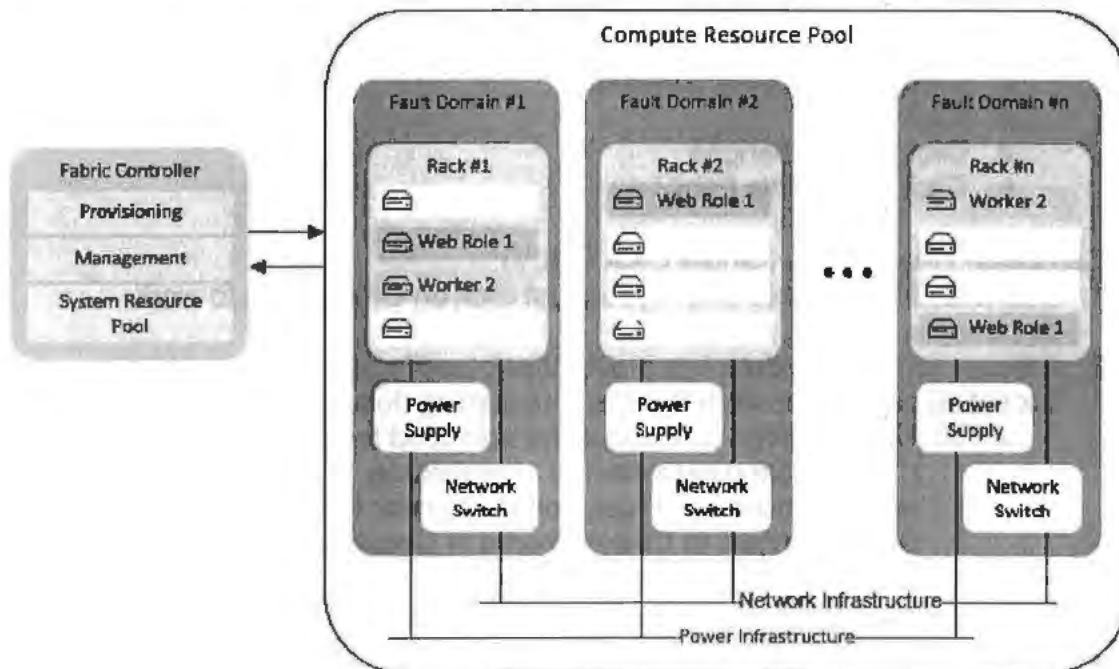 Compute Resource Pool
Fault Domain #1
Fault Domain #2
Fault Domain #n
Fabric Controller
Provisioning
Management
System Resource
Pool
Rack #1
Web Role 1
Worker 2
Rack #2
Web Role 1
Rack #n
Worker 2
Web Role 1
Power
Supply
Network
Switch
Power
Supply
Network
Switch
Power
Supply
Network
Switch
Network Infrastructure
Power Infrastructure